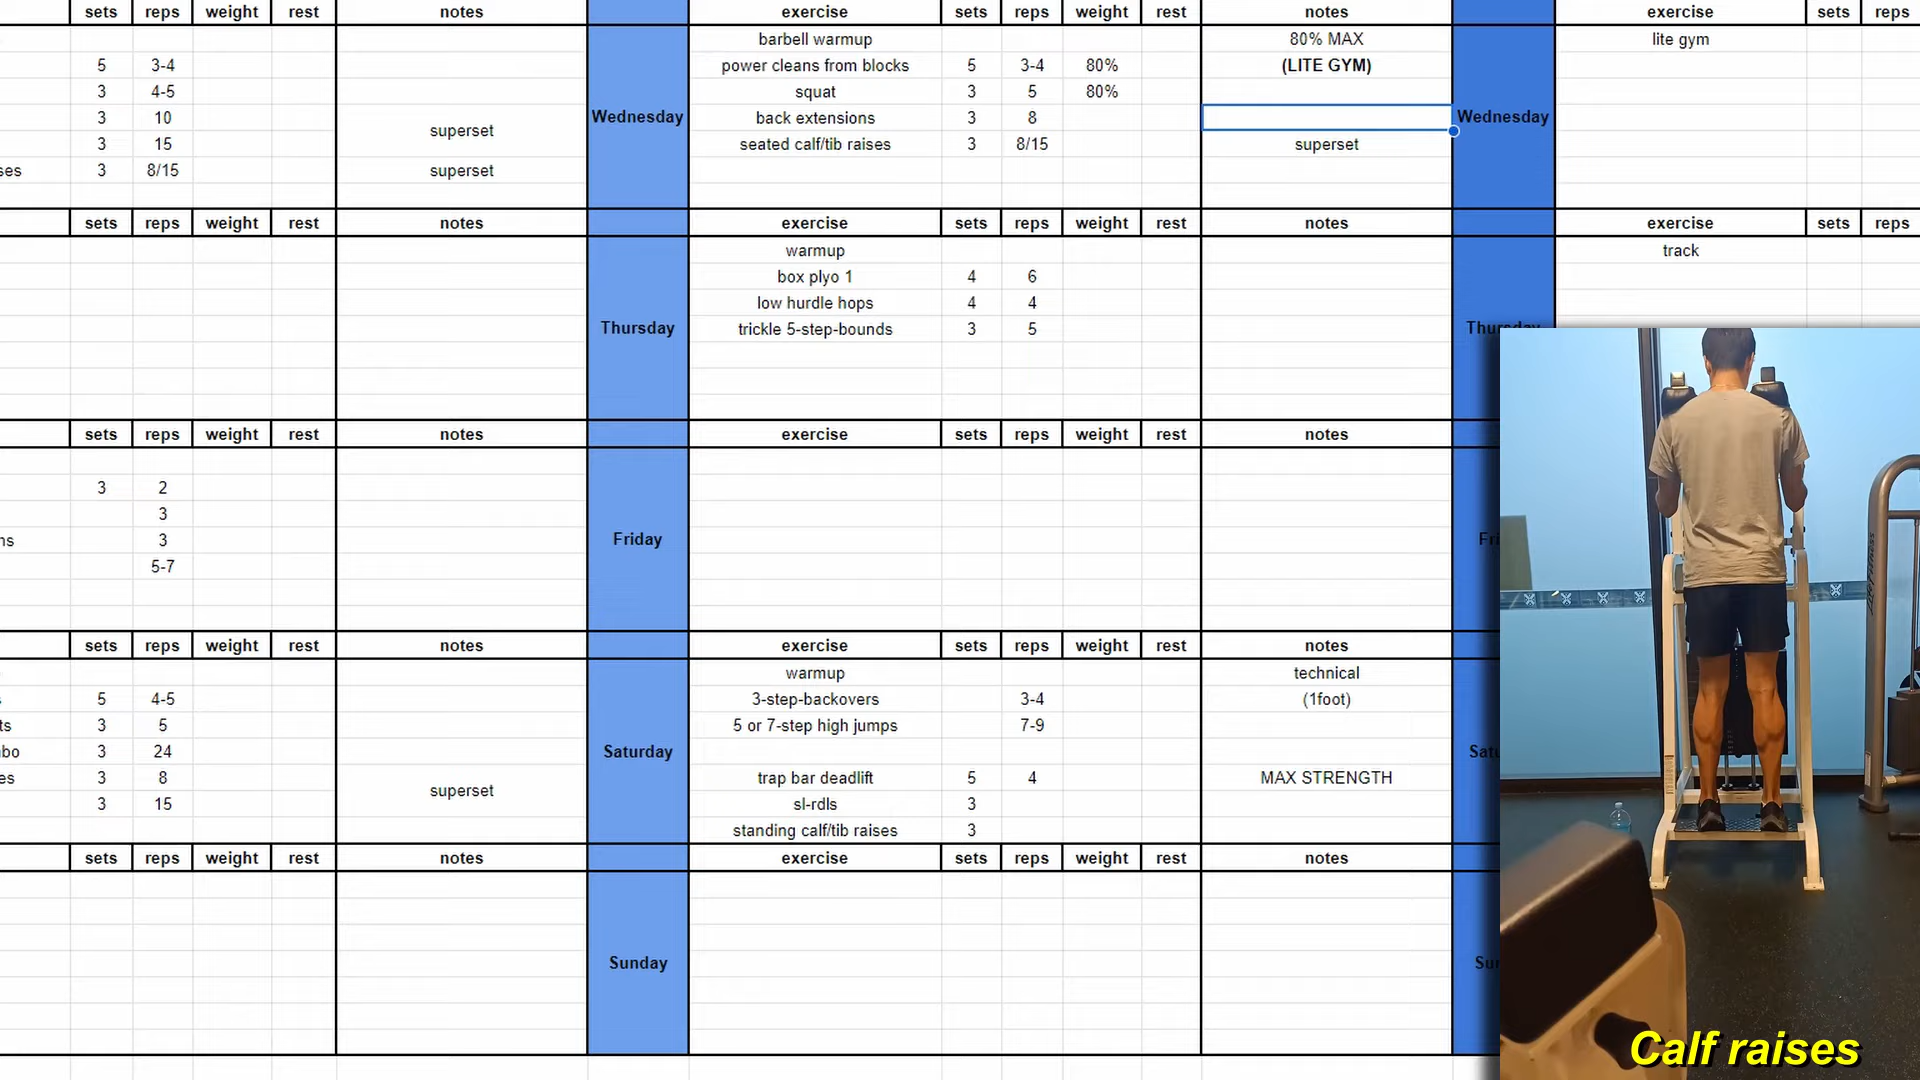 sets reps weight rest notes exercise sets reps weight rest notes exercise sets reps
barbell warmup 80% MAX lite gym
5 3-4 power cleans from blocks 5 3-4 80% (LITE GYM)
3 4-5 squat 3 5 80%
3 10 Wednesday back extensions 3 8 Wednesday
superset
3 15 seated calf/tib raises 3 8/15 superset
ses 3 8/15 superset
sets reps weight rest notes exercise sets reps weight rest notes exercise sets reps
warmup track
box plyo 1 4 6
low hurdle hops 4 4
Thursday trickle 5-step-bounds 3 5 Thursday
sets reps weight rest notes exercise sets reps weight rest notes
3 2
3
ns 3 Friday Fri
5-7
sets reps weight rest notes exercise sets reps weight rest notes
warmup technical
s 5 4-5 3-step-backovers 3-4 (1foot)
ts 3 5 5 or 7-step high jumps 7-9
bo 3 24 Saturday Satu
es 3 8 trap bar deadlift 5 4 MAX STRENGTH
superset
3 15 sl-rdls 3
standing calf/tib raises 3
sets reps weight rest notes exercise sets reps weight rest notes
Sunday Sun
Calf raises